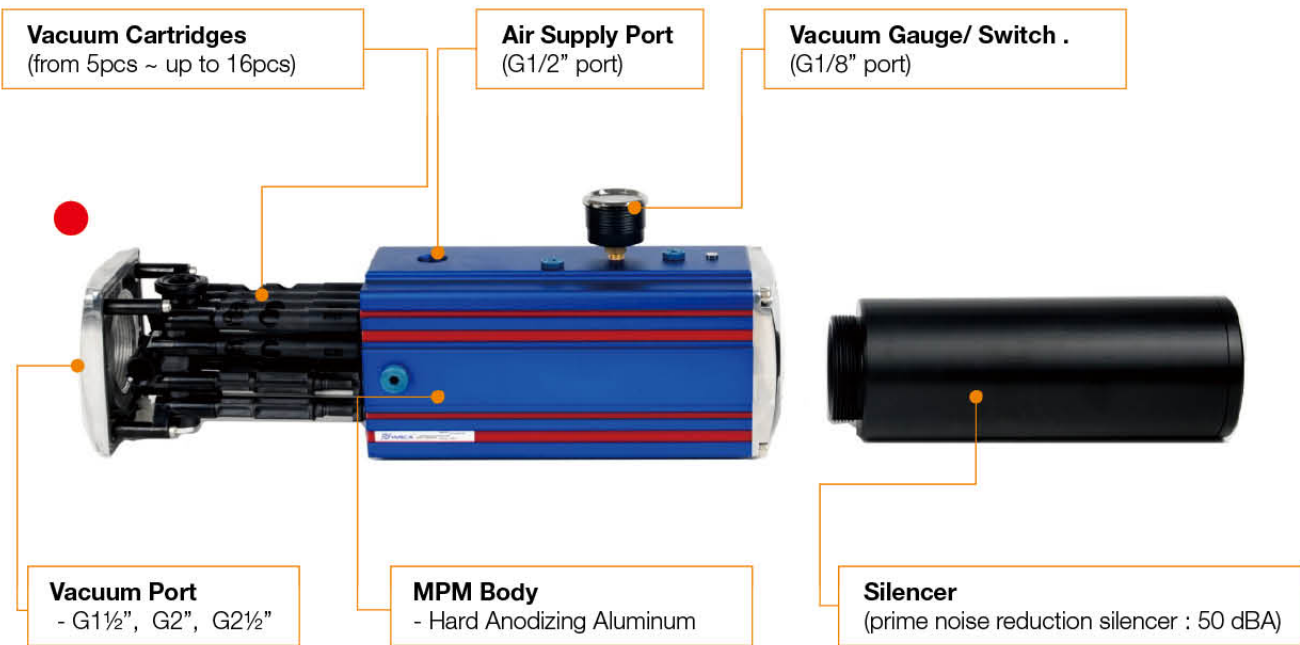 Vacuum Cartridges
(from 5pcs ~ up to 16pcs)
Air Supply Port
(G1/2” port)
Vacuum Gauge/ Switch .
(G1/8” port)
Vacuum Port
- G1½”, G2”, G2½”
MPM Body
- Hard Anodizing Aluminum
Silencer
(prime noise reduction silencer : 50 dBA)